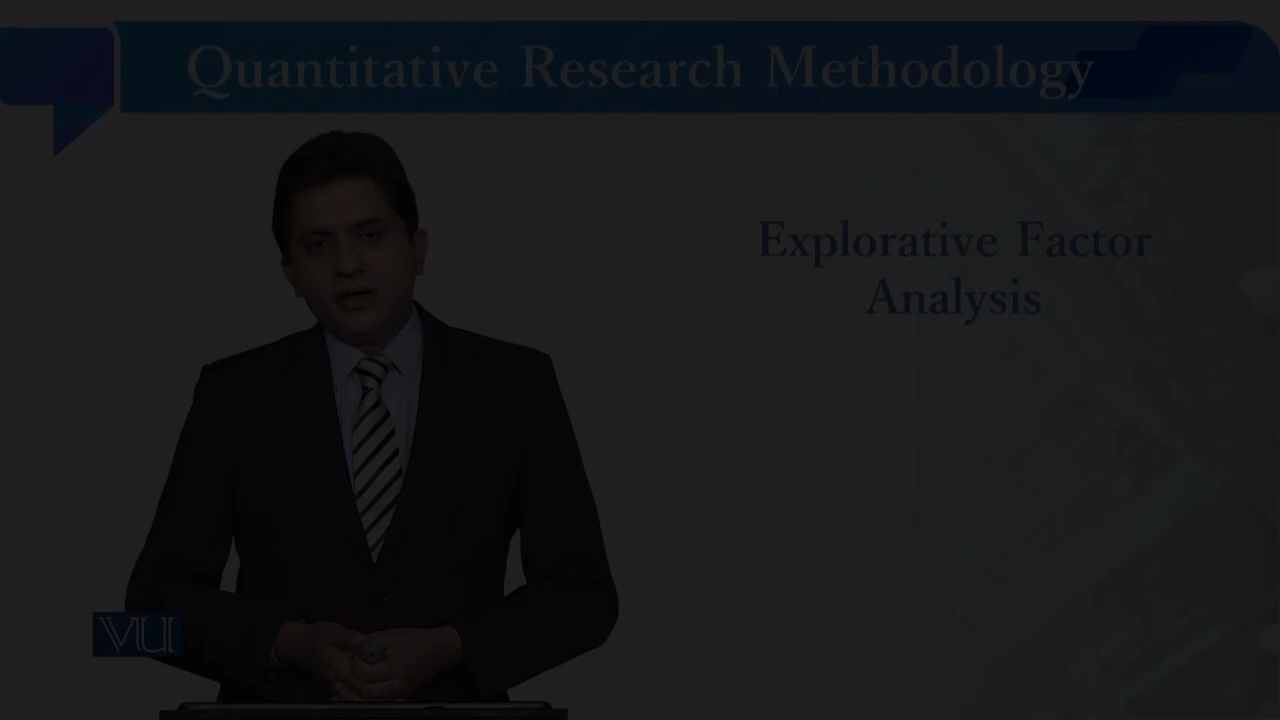 Quantitative Research Methodology
Explorative Factor
Analysis
VU